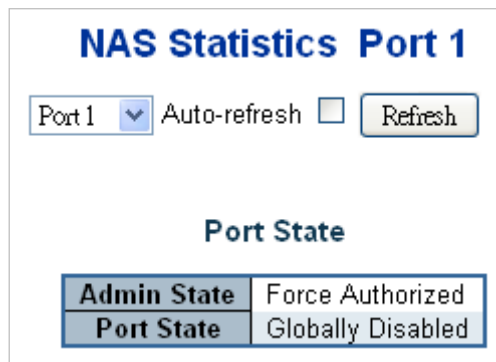 NAS Statistics Port 1
Port 1 Auto-refresh Refresh
Port State
Admin State Force Authorized
Port State Globally Disabled